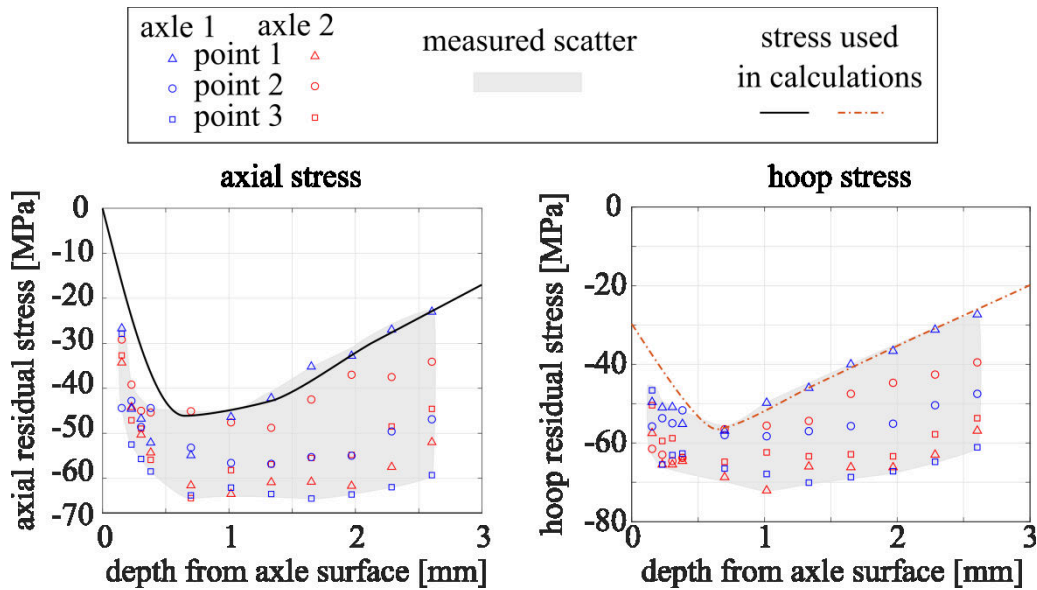 axle 1 axle 2
point 1
point 2
point 3
measured scatter
stress used
in calculations
axial stress
axial residual stress [MPa]
0
-10
-20
-30
-40
-50
-60
-70
0 1 2 3
depth from axle surface [mm]
hoop stress
hoop residual stress [MPa]
0
-20
-40
-60
-80
0 1 2 3
depth from axle surface [mm]